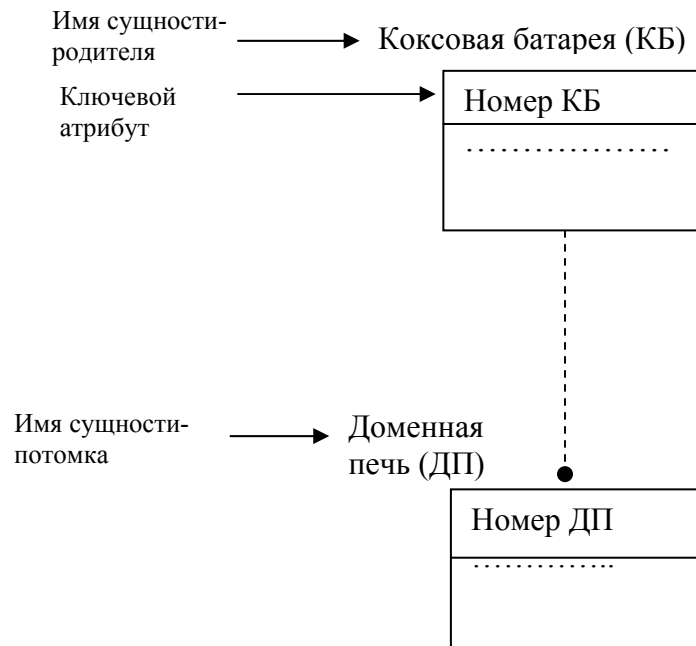 Имя сущности-
родителя
Коксовая батарея (КБ)
Ключевой
атрибут
Номер КБ
..................
Имя сущности-
потомка
Доменная
печь (ДП)
Номер ДП
..............